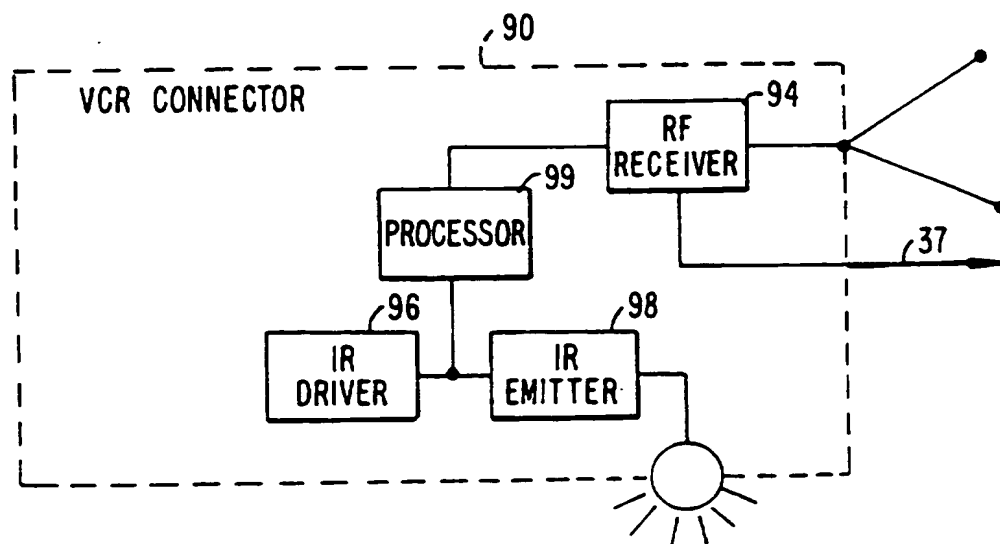 90
VCR CONNECTOR
94
RF
RECEIVER
99
PROCESSOR
37
96
98
IR
DRIVER
IR
EMITTER